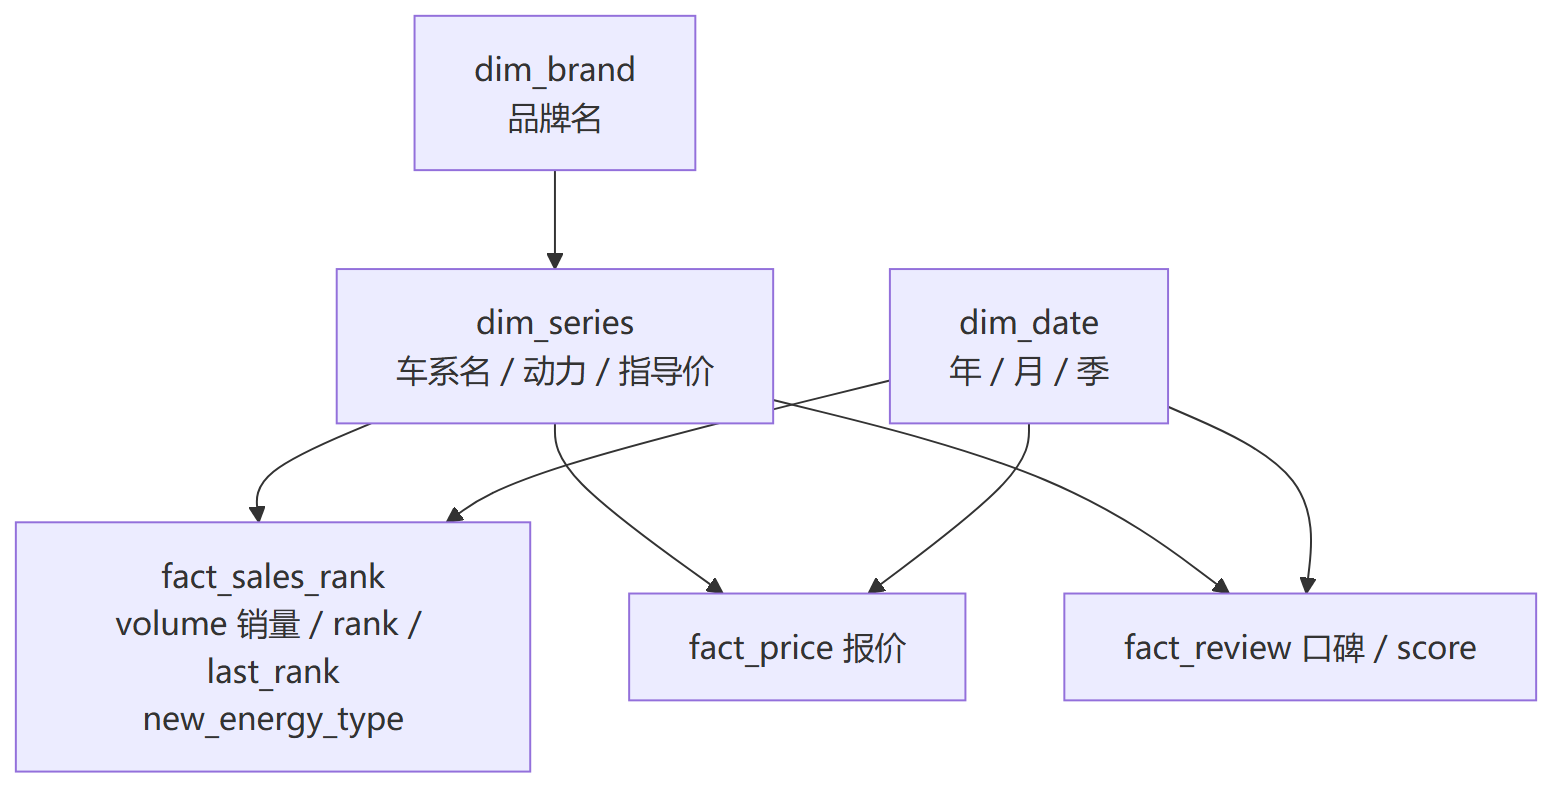 dim_brand
品牌名
dim_series
车系名 / 动力 / 指导价
dim_date
年 / 月 / 季
fact_sales_rank
volume 销量 / rank /
last_rank
new_energy_type
fact_price 报价
fact_review 口碑 / score